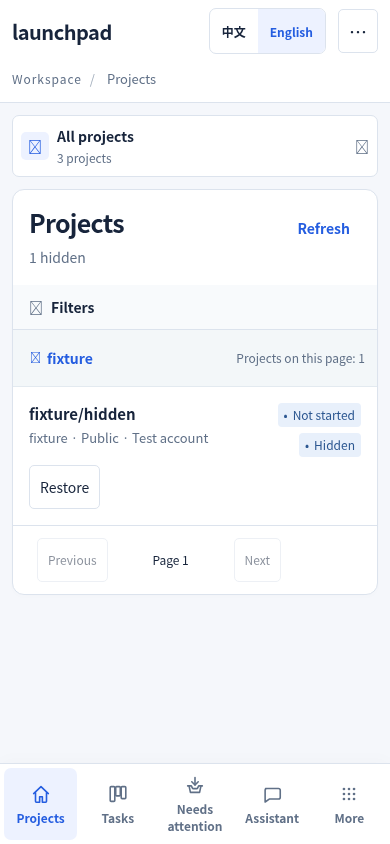 launchpad
中文
English
...
Workspace / Projects
All projects
3 projects
Projects
Refresh
1 hidden
Filters
fixture
Projects on this page: 1
fixture/hidden
• Not started
fixture · Public · Test account
• Hidden
Restore
Previous
Page 1
Next
Projects
Tasks
Needs
attention
Assistant
More